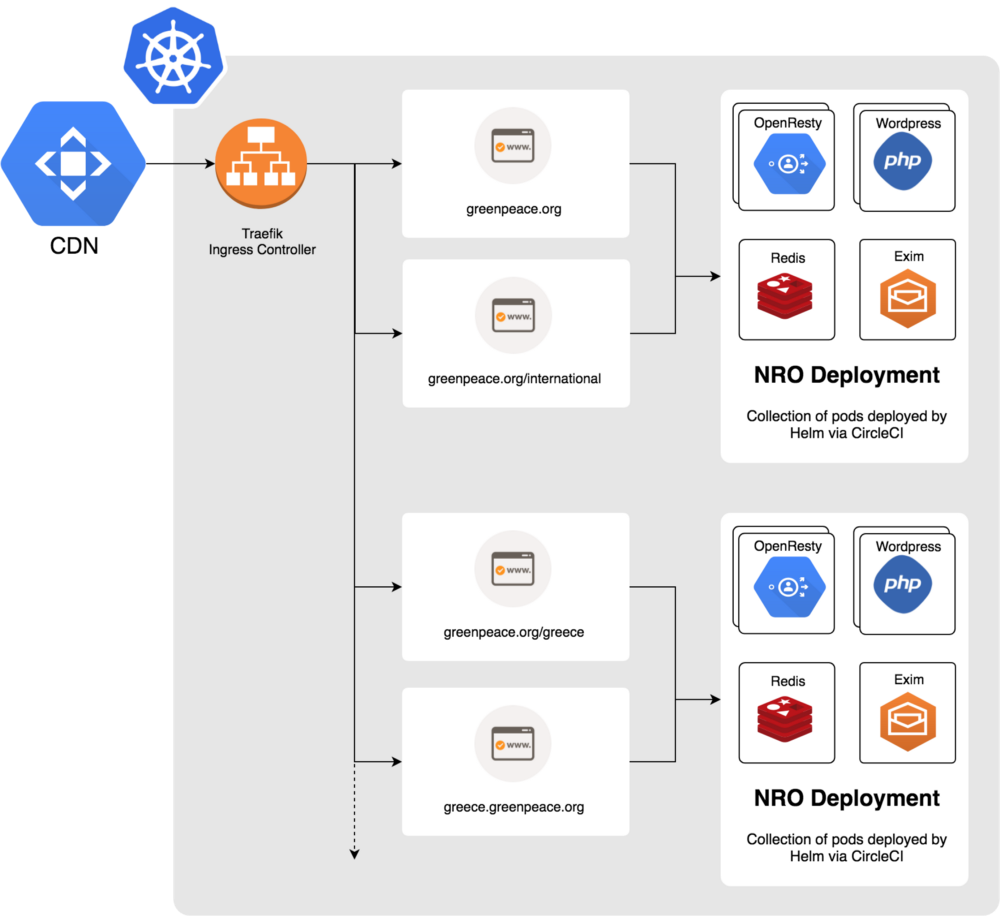 CDN
Traefik
Ingress Controller
www.
greenpeace.org
www.
greenpeace.org/international
OpenResty
Wordpress
php
Redis
Exim
NRO Deployment
Collection of pods deployed by
Helm via CircleCI
www.
greenpeace.org/greece
www.
greece.greenpeace.org
OpenResty
Wordpress
php
Redis
Exim
NRO Deployment
Collection of pods deployed by
Helm via CircleCI